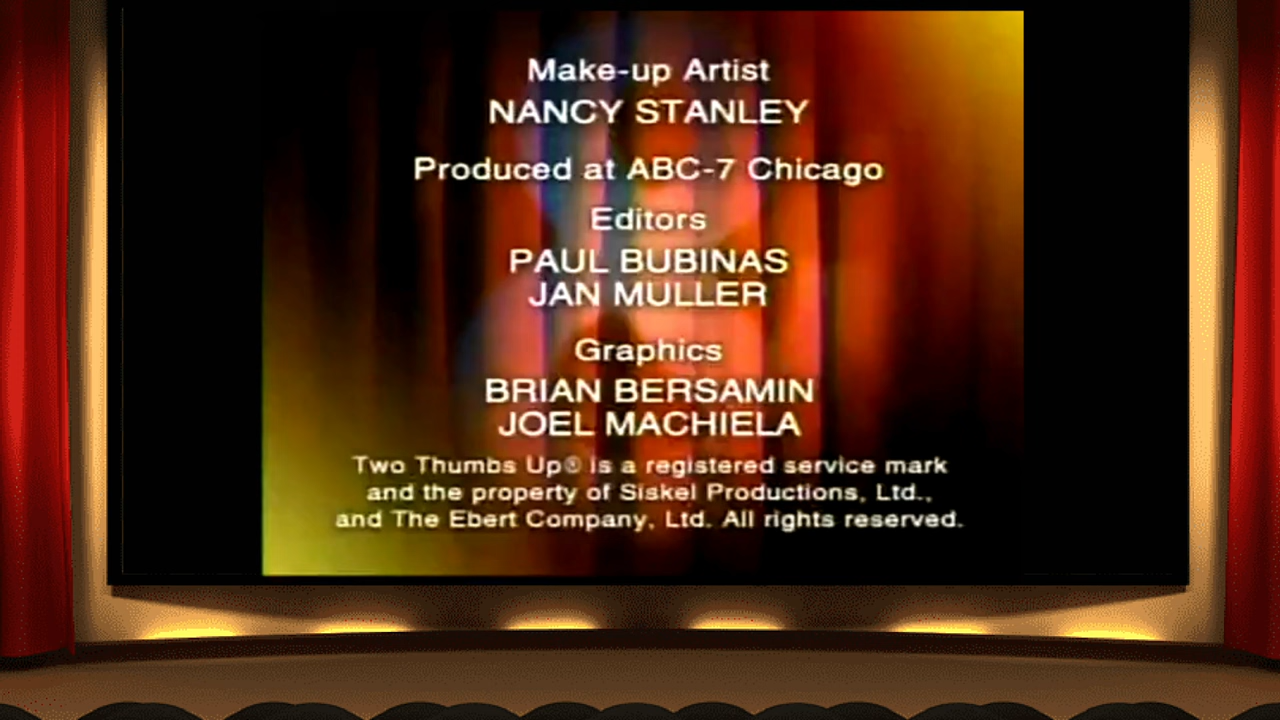 Make-up Artist
NANCY STANLEY
Produced at ABC-7 Chicago
Editors
PAUL BUBINAS
JAN MULLER
Graphics
BRIAN BERSAMIN
JOEL MACHIELA
Two Thumbs Up® is a registered service mark
and the property of Siskel Productions, Ltd.,
and The Ebert Company, Ltd. All rights reserved.